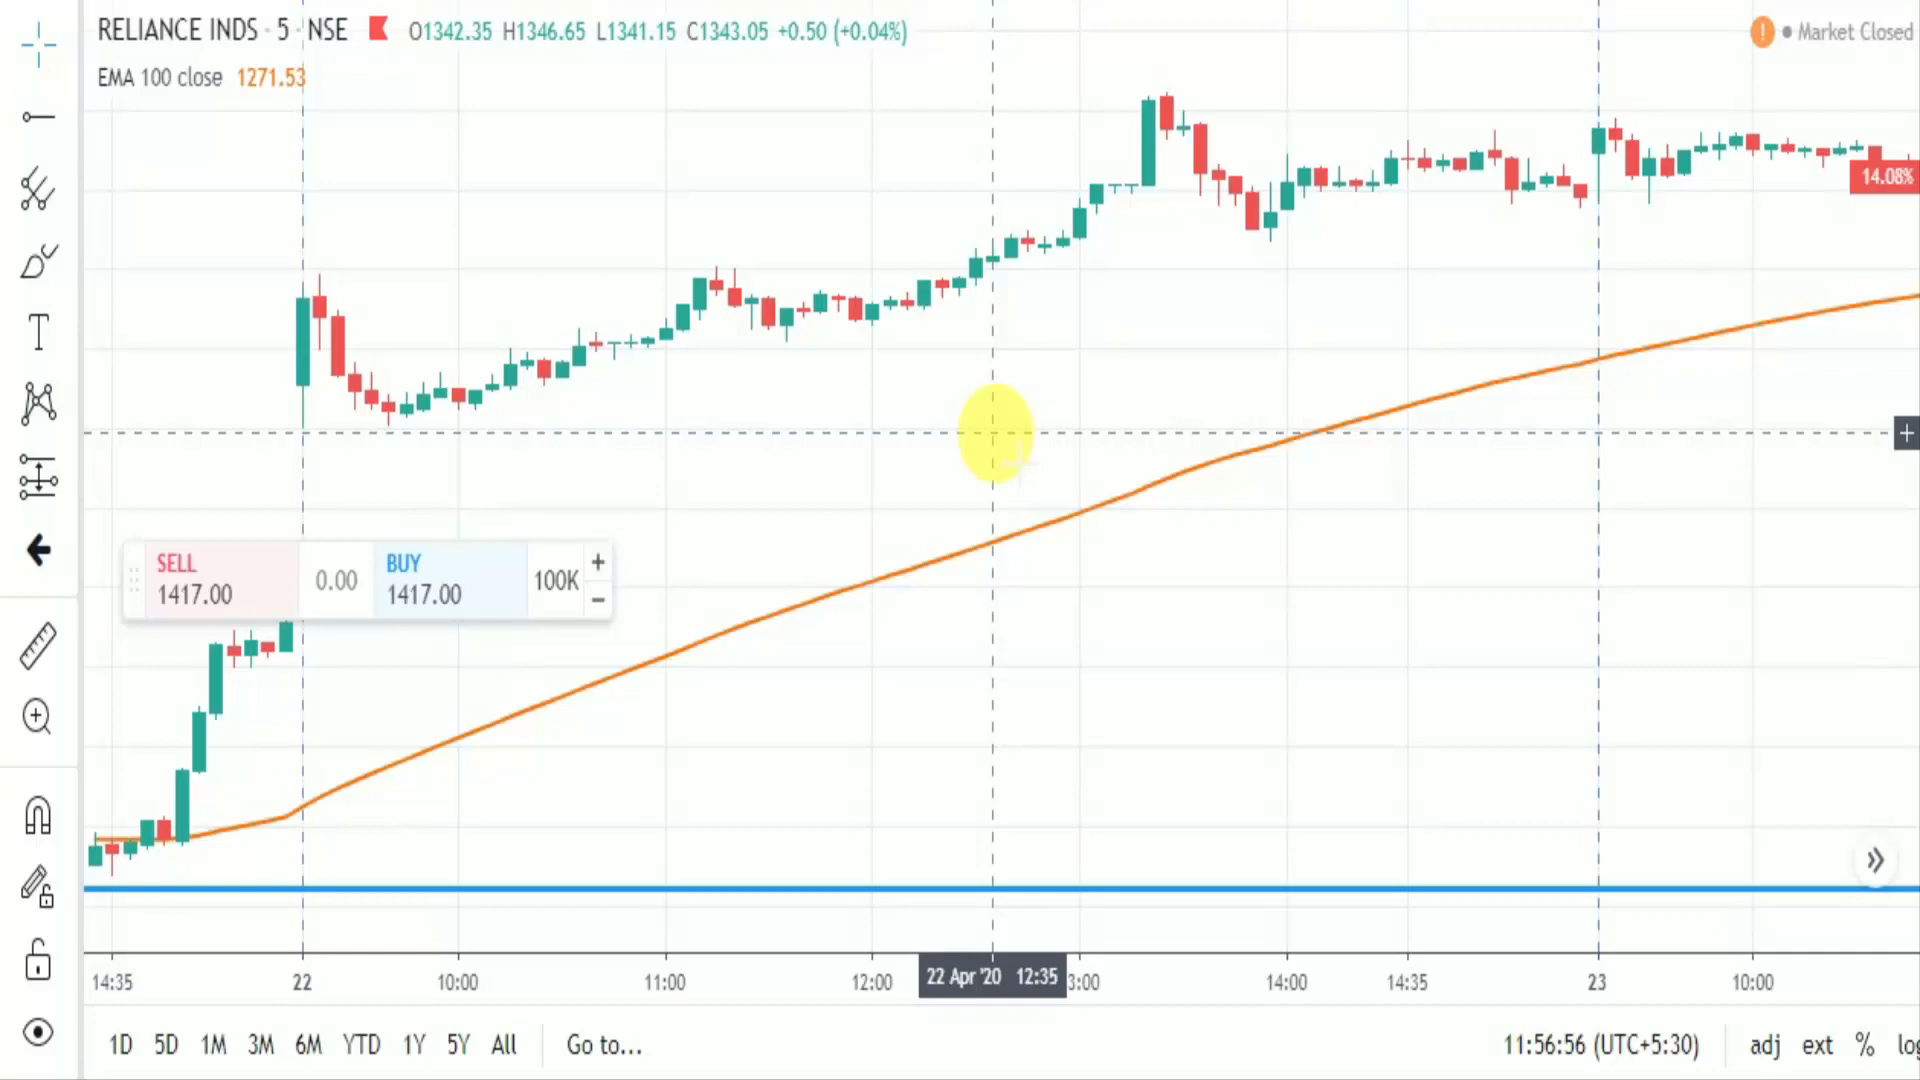 RELIANCE INDS · 5 · NSE O1342.35 H1346.65 L1341.15 C1343.05 +0.50 (+0.04%)
! Market Closed
EMA 100 close 1271.53
14.08%
SELL 1417.00
0.00
BUY 1417.00
100K
+
−
14:35 22 10:00 11:00 12:00 22 Apr '20 12:35 3:00 14:00 14:35 23 10:00
1D 5D 1M 3M 6M YTD 1Y 5Y All Go to... 11:56:56 (UTC+5:30) adj ext % log